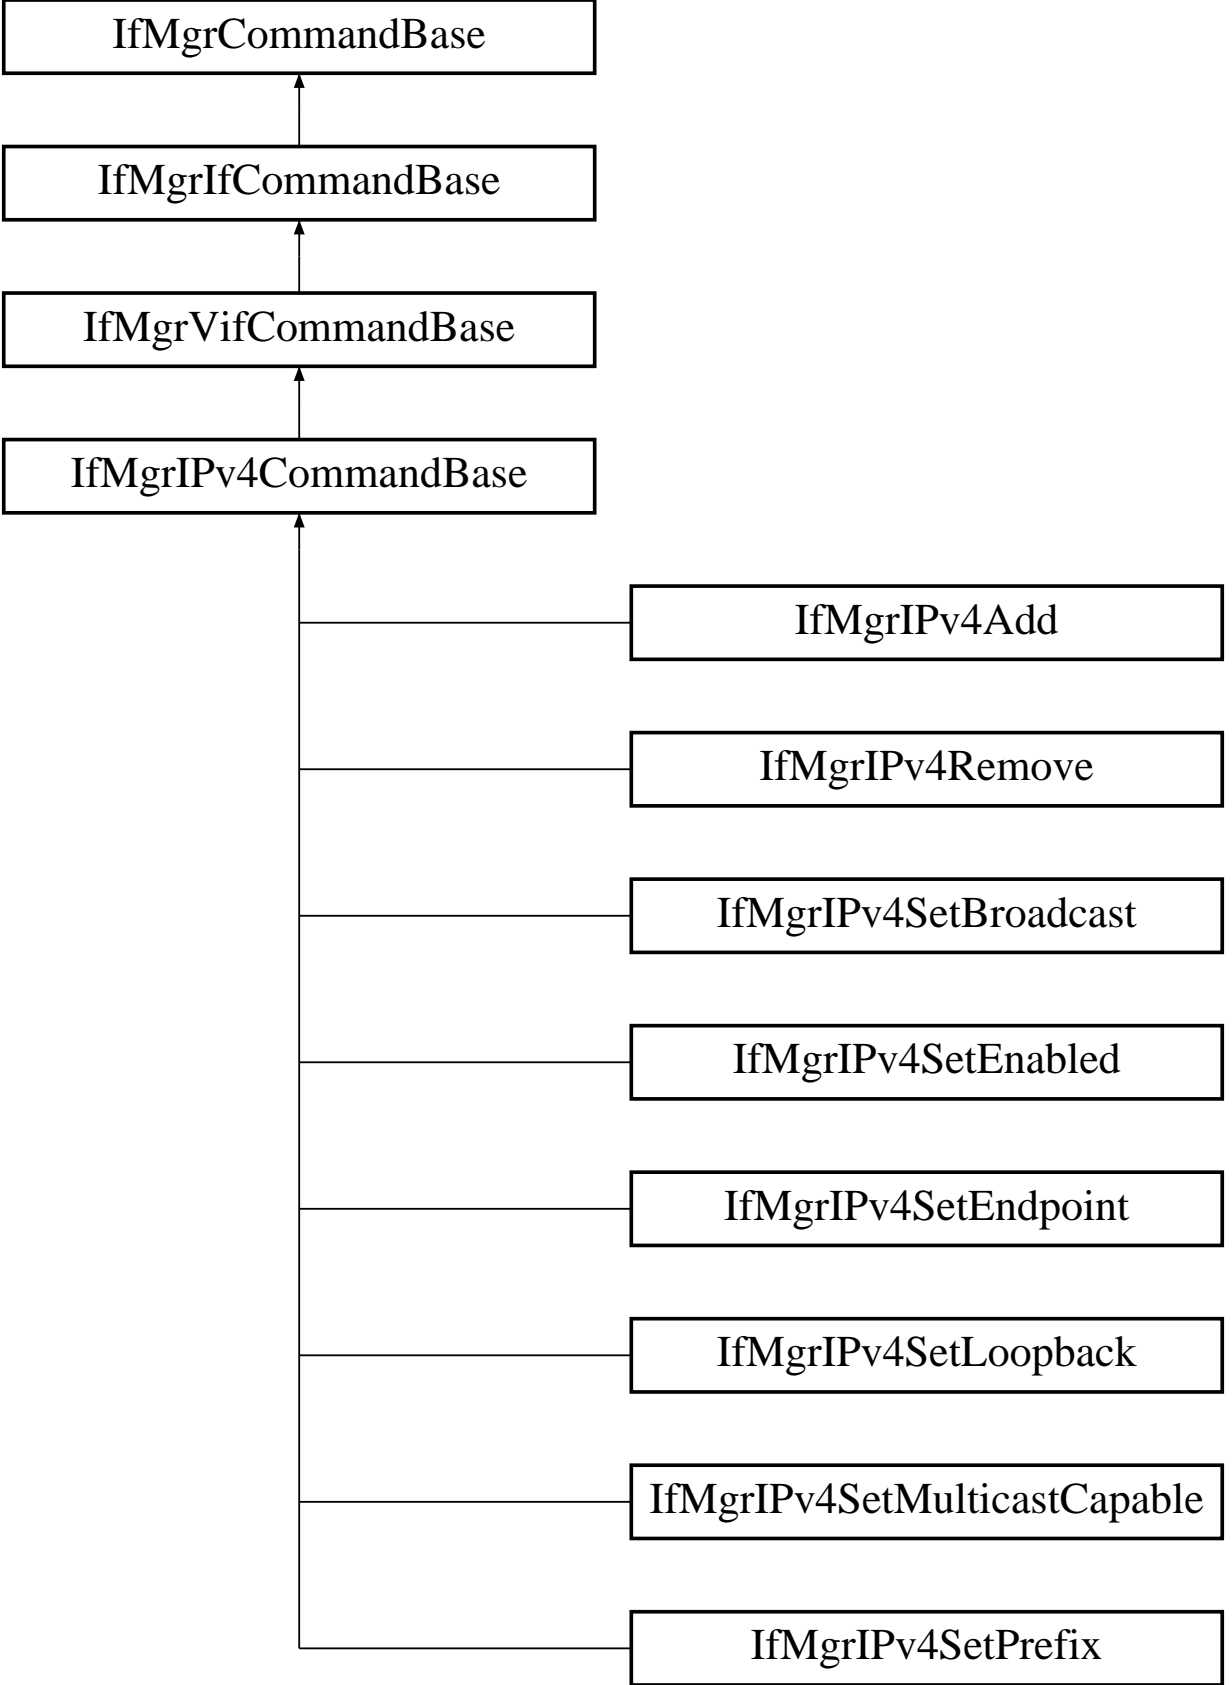 IfMgrCommandBase
IfMgrIfCommandBase
IfMgrVifCommandBase
IfMgrIPv4CommandBase
IfMgrIPv4Add
IfMgrIPv4Remove
IfMgrIPv4SetBroadcast
IfMgrIPv4SetEnabled
IfMgrIPv4SetEndpoint
IfMgrIPv4SetLoopback
IfMgrIPv4SetMulticastCapable
IfMgrIPv4SetPrefix